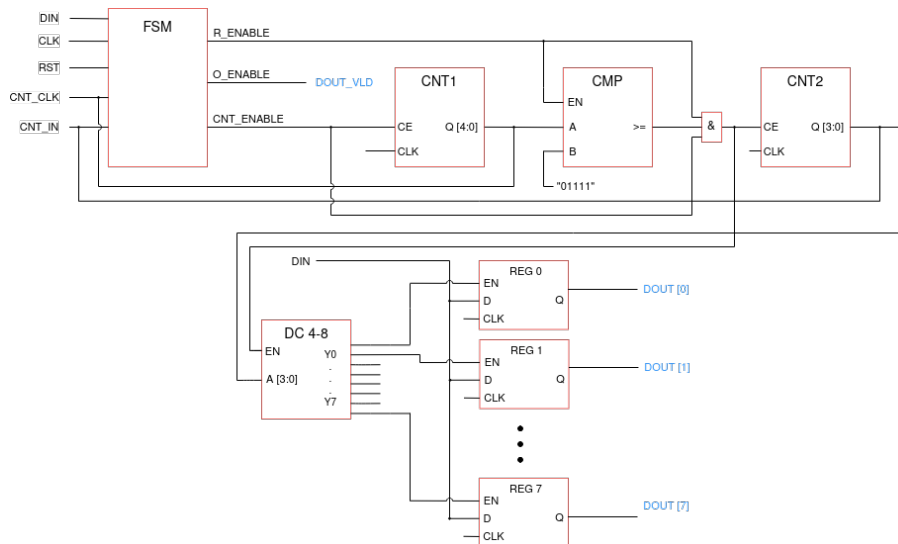 DIN
CLK
RST
CNT_CLK
CNT_IN
FSM
R_ENABLE
O_ENABLE
DOUT_VLD
CNT_ENABLE
CNT1
CE
Q [4:0]
CLK
CMP
EN
A
>=
B
"01111"
&
CNT2
CE
Q [3:0]
CLK
DIN
DC 4-8
EN
Y0
.
.
.
A [3:0]
Y7
REG 0
EN
D
Q
CLK
DOUT [0]
REG 1
EN
D
Q
CLK
DOUT [1]
REG 7
EN
D
Q
CLK
DOUT [7]